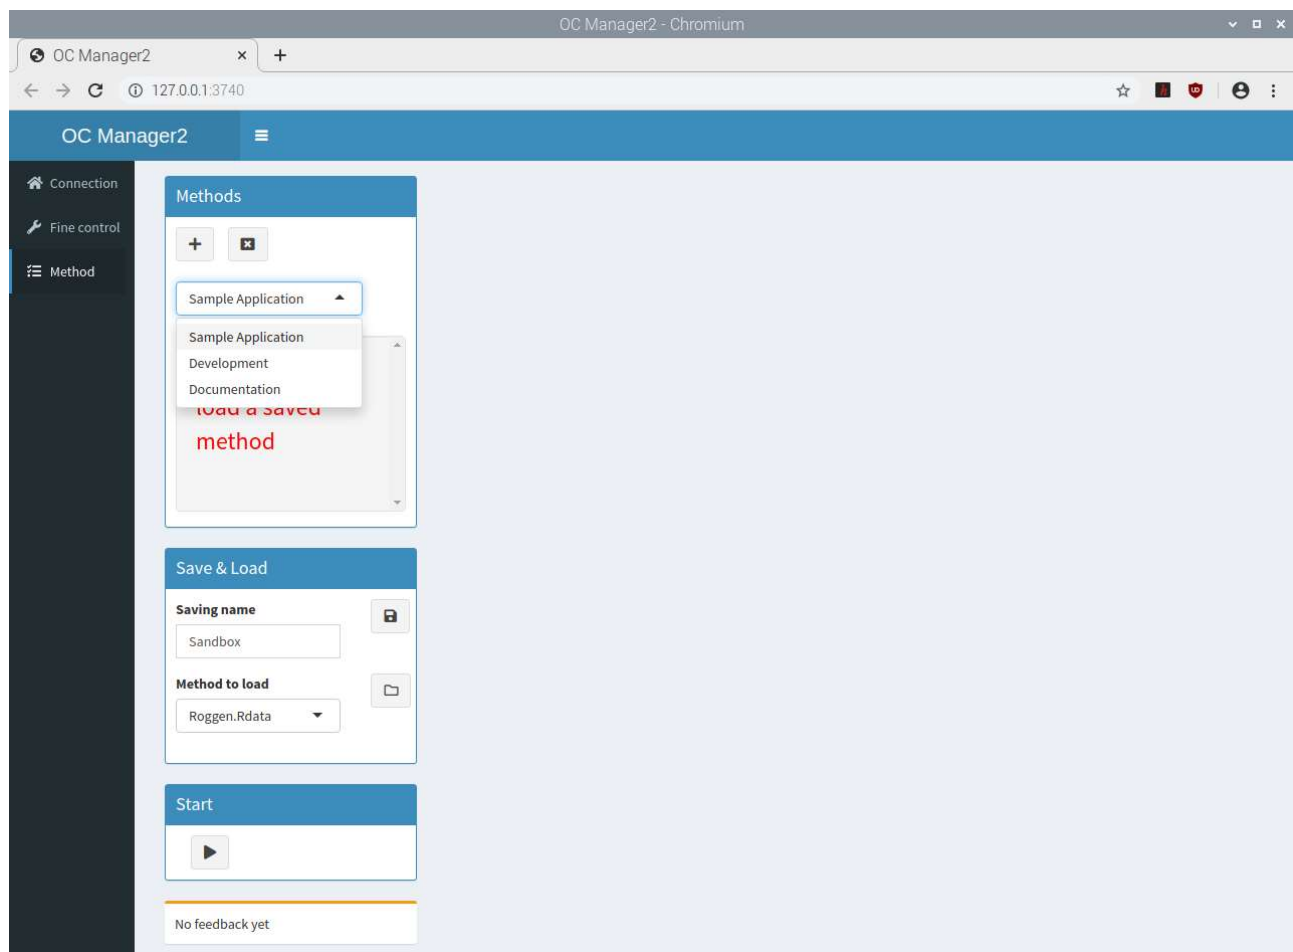 OC Manager2 - Chromium
OC Manager2
127.0.0.1:3740
OC Manager2
Connection
Fine control
Method
Methods
Sample Application
Sample Application
Development
Documentation
load a saved
method
Save & Load
Saving name
Sandbox
Method to load
Roggen.Rdata
Start
No feedback yet